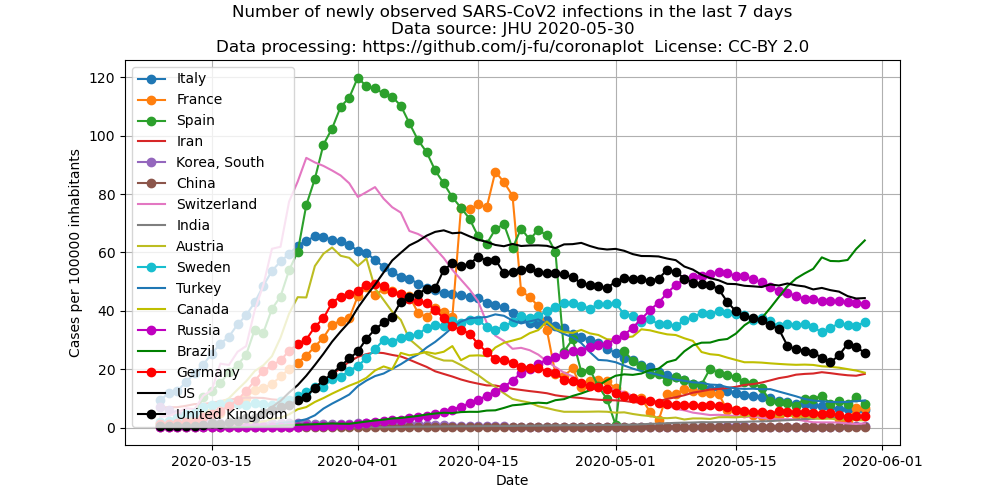 Number of newly observed SARS-CoV2 infections in the last 7 days
Data source: JHU 2020-05-30
Data processing: https://github.com/j-fu/coronaplot  License: CC-BY 2.0
Cases per 100000 inhabitants
120
100
80
60
40
20
0
Italy
France
Spain
Iran
Korea, South
China
Switzerland
India
Austria
Sweden
Turkey
Canada
Russia
Brazil
Germany
US
United Kingdom
2020-03-15
2020-04-01
2020-04-15
2020-05-01
2020-05-15
2020-06-01
Date